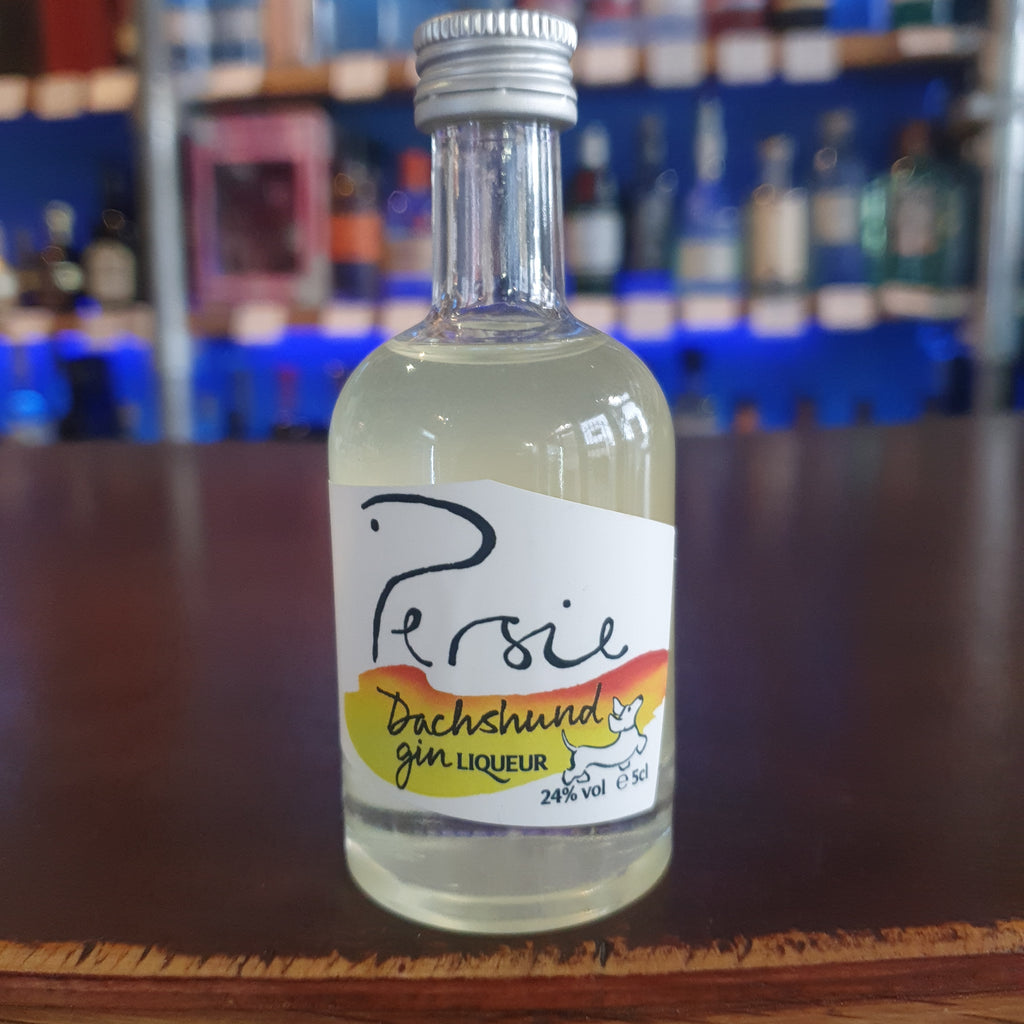 Persie
Dachshund
gin LIQUEUR
24% vol ℮ 5cl